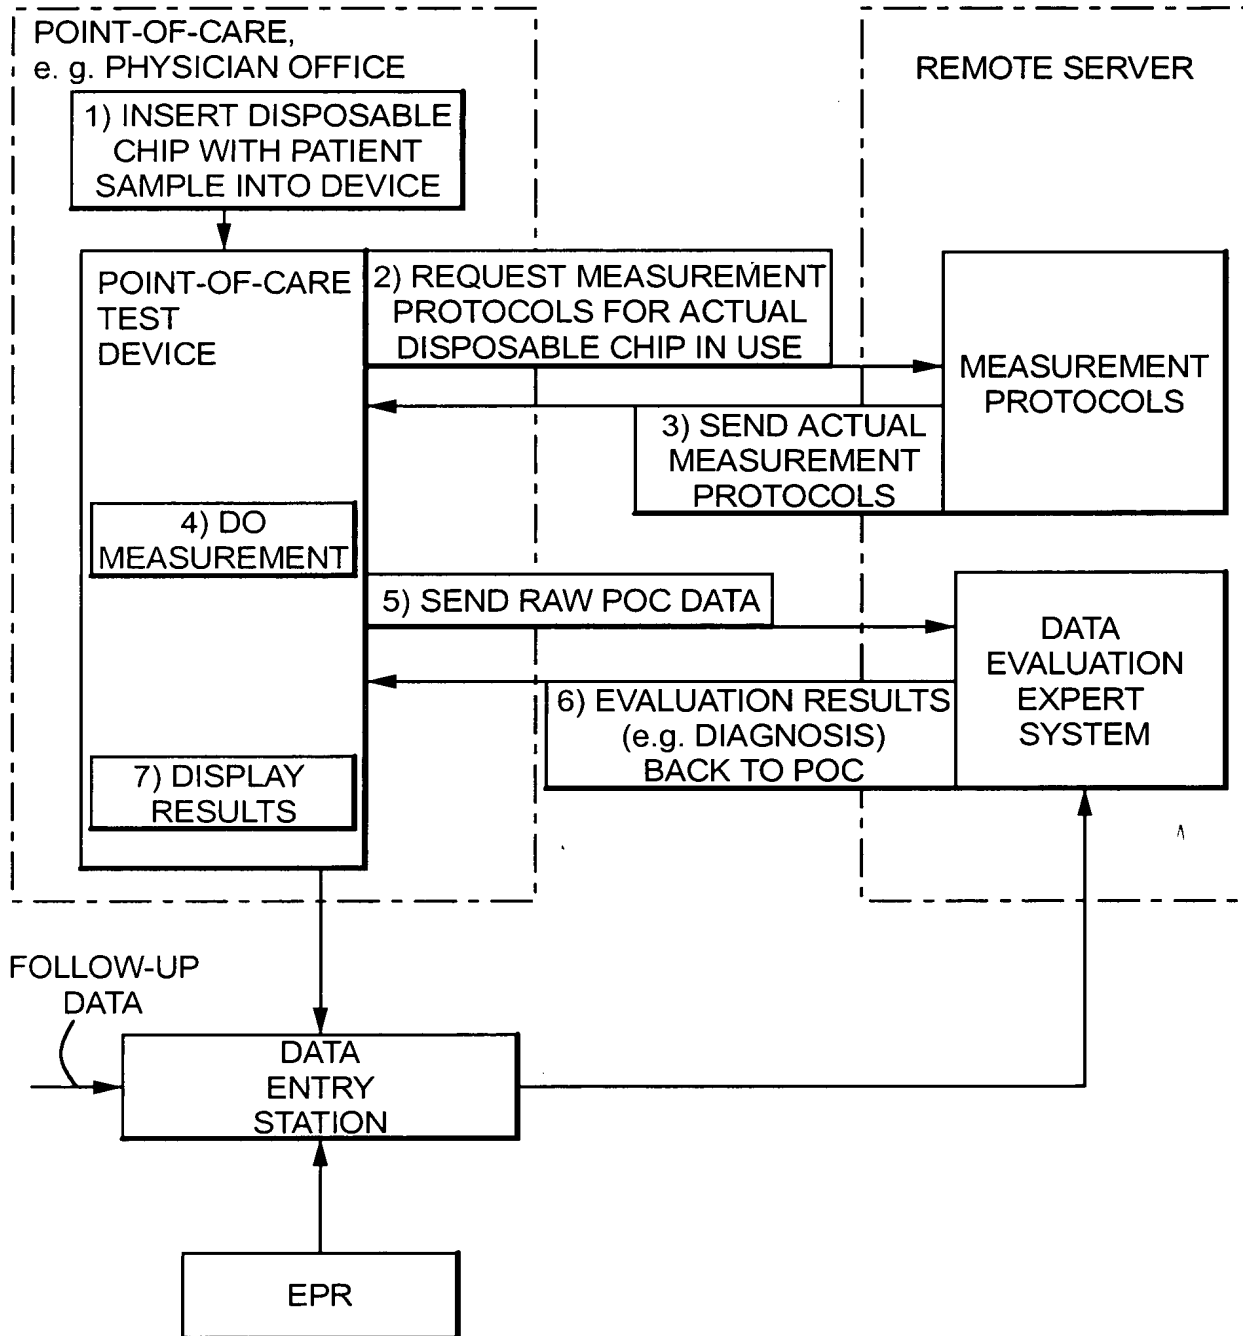 POINT-OF-CARE,
e. g. PHYSICIAN OFFICE
REMOTE SERVER
1) INSERT DISPOSABLE
CHIP WITH PATIENT
SAMPLE INTO DEVICE
POINT-OF-CARE
TEST
DEVICE
2) REQUEST MEASUREMENT
PROTOCOLS FOR ACTUAL
DISPOSABLE CHIP IN USE
MEASUREMENT
PROTOCOLS
3) SEND ACTUAL
MEASUREMENT
PROTOCOLS
4) DO
MEASUREMENT
5) SEND RAW POC DATA
DATA
EVALUATION
EXPERT
SYSTEM
6) EVALUATION RESULTS
(e.g. DIAGNOSIS)
BACK TO POC
7) DISPLAY
RESULTS
FOLLOW-UP
DATA
DATA
ENTRY
STATION
EPR